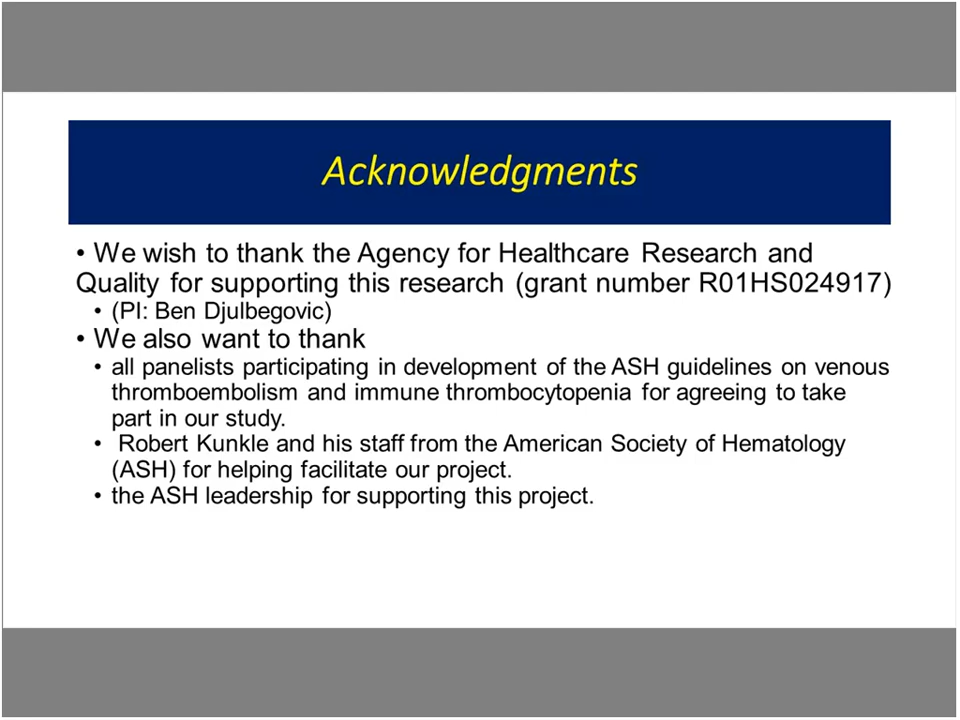 Acknowledgments
• We wish to thank the Agency for Healthcare Research and
Quality for supporting this research (grant number R01HS024917)
• (PI: Ben Djulbegovic)
• We also want to thank
• all panelists participating in development of the ASH guidelines on venous
thromboembolism and immune thrombocytopenia for agreeing to take
part in our study.
• Robert Kunkle and his staff from the American Society of Hematology
(ASH) for helping facilitate our project.
• the ASH leadership for supporting this project.